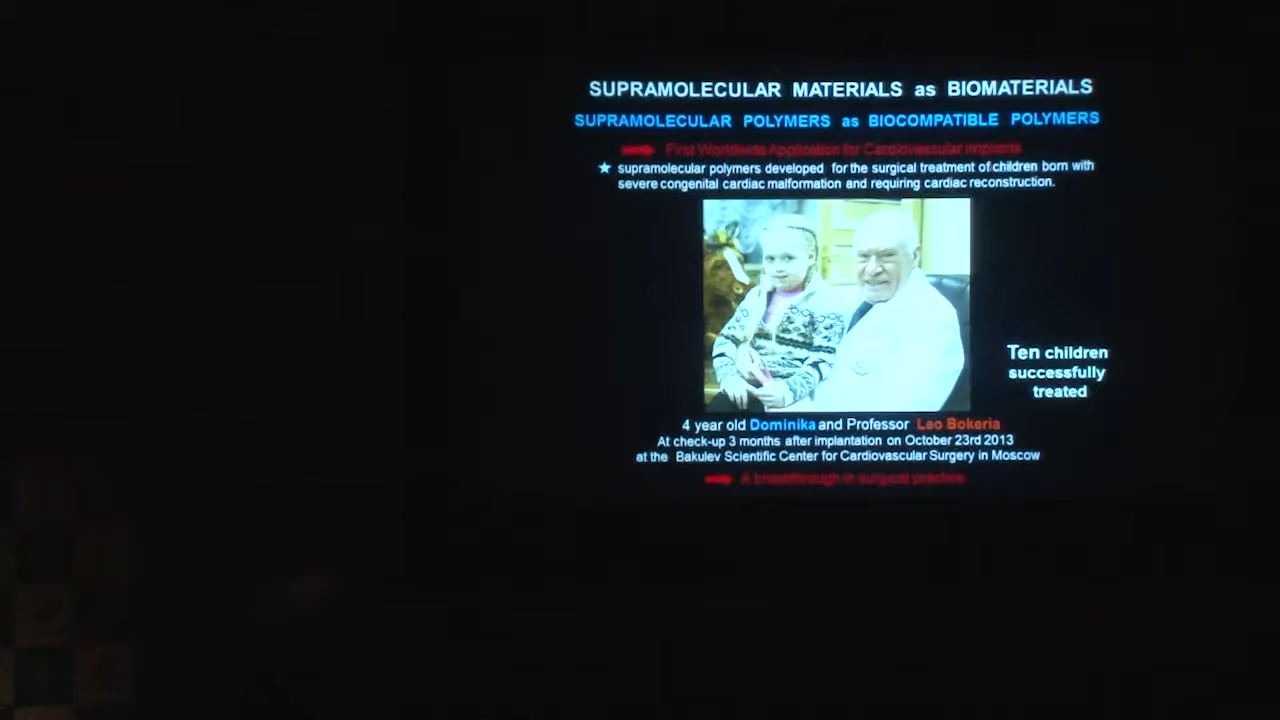 SUPRAMOLECULAR MATERIALS as BIOMATERIALS
SUPRAMOLECULAR POLYMERS as BIOCOMPATIBLE POLYMERS
First Worldwide Application for Cardiovascular Implants
★ supramolecular polymers developed for the surgical treatment of children born with
severe congenital cardiac malformation and requiring cardiac reconstruction.
Ten children
successfully
treated
4 year old Dominika and Professor Leo Bokeria
At check-up 3 months after implantation on October 23rd 2013
at the Bakulev Scientific Center for Cardiovascular Surgery in Moscow
A breakthrough in surgical practice